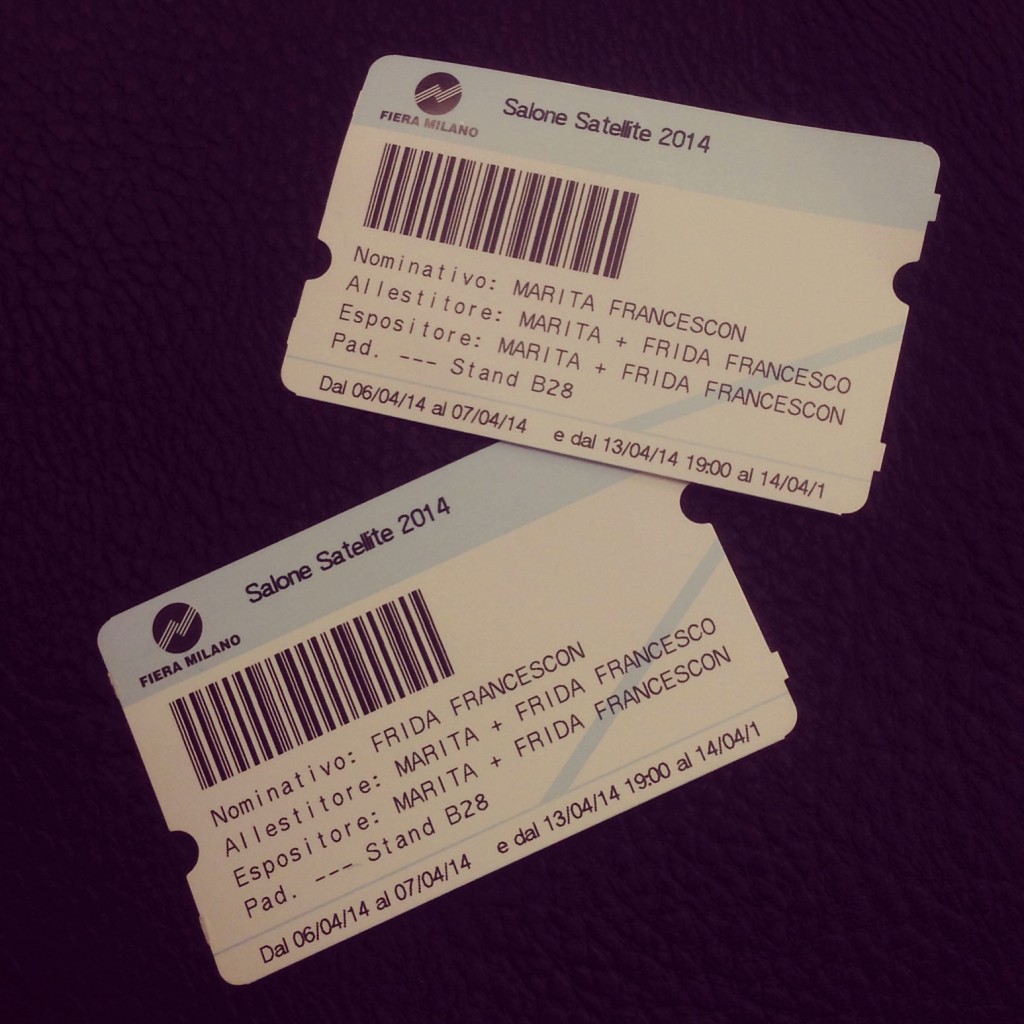 FIERA MILANO
Salone Satellite 2014
Nominativo: MARITA FRANCESCON
Allestitore: MARITA + FRIDA FRANCESCO
Espositore: MARITA + FRIDA FRANCESCON
Pad. --- Stand B28
Dal 06/04/14 al 07/04/14 e dal 13/04/14 19:00 al 14/04/1
Salone Satellite 2014
FIERA MILANO
Nominativo: FRIDA FRANCESCON
Allestitore: MARITA + FRIDA FRANCESCO
Espositore: MARITA + FRIDA FRANCESCON
Pad. --- Stand B28
Dal 06/04/14 al 07/04/14 e dal 13/04/14 19:00 al 14/04/1